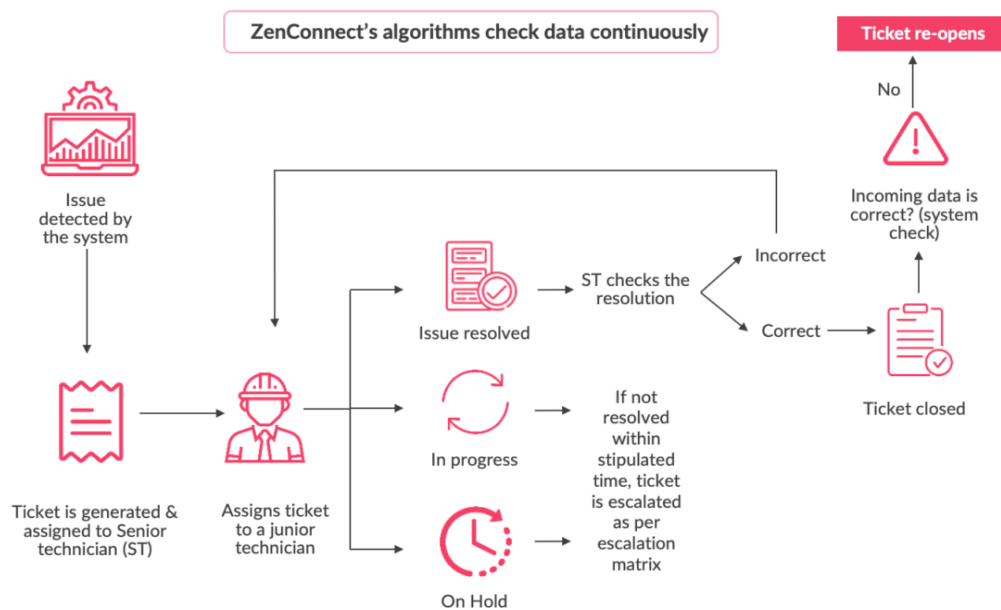 ZenConnect's algorithms check data continuously
Ticket re-opens
No
Issue
detected by
the system
Incoming data is
correct? (system
check)
Incorrect
ST checks the
resolution
Issue resolved
Correct
Ticket closed
In progress
If not
resolved
within
stipulated
time, ticket
is escalated
as per
escalation
matrix
Ticket is generated &
assigned to Senior
technician (ST)
Assigns ticket
to a junior
technician
On Hold